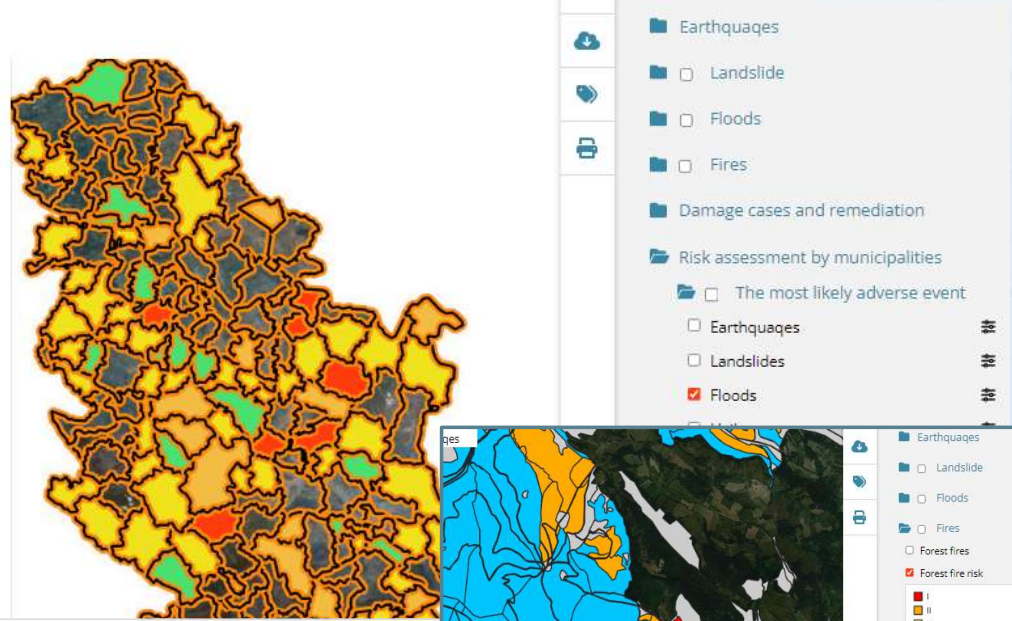 Earthquaqes
Landslide
Floods
Fires
Damage cases and remediation
Risk assessment by municipalities
The most likely adverse event
Earthquaqes
Landslides
Floods
Earthquaqes
Landslide
Floods
Fires
Forest fires
Forest fire risk
I
II